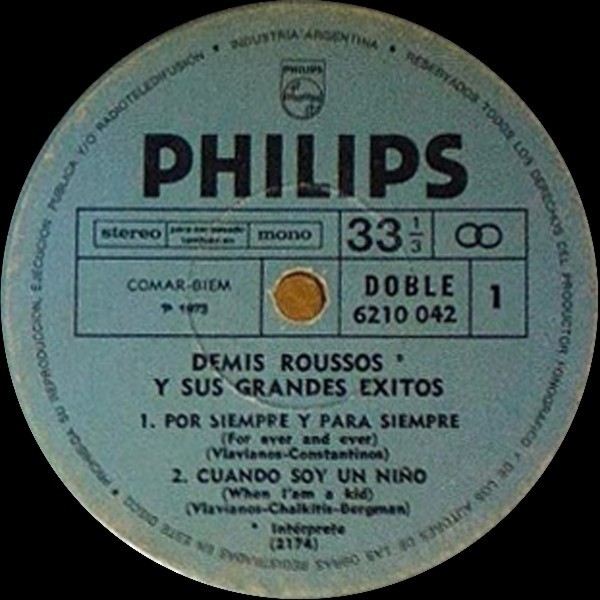 INDUSTRIA ARGENTINA • RESERVADOS TODOS LOS DERECHOS DEL PRODUCTOR FONOGRAFICO Y DE LOS AUTORES DE LAS OBRAS REGISTRADAS EN ESTE DISCO • PROHIBIDA SU REPRODUCCION, EJECUCION PUBLICA Y/O RADIOTELEDIFUSION •
PHILIPS
PHILIPS
stereo
mono
33 1/3
COMAR-BIEM
℗ 1973
DOBLE
6210 042
1
DEMIS ROUSSOS *
Y SUS GRANDES EXITOS
1. POR SIEMPRE Y PARA SIEMPRE
(For ever and ever)
(Vlavianos-Constantinos)
2. CUANDO SOY UN NIÑO
(When I'am a kid)
(Vlavianos-Chalkitis-Bergman)
* Intérprete
(2174)